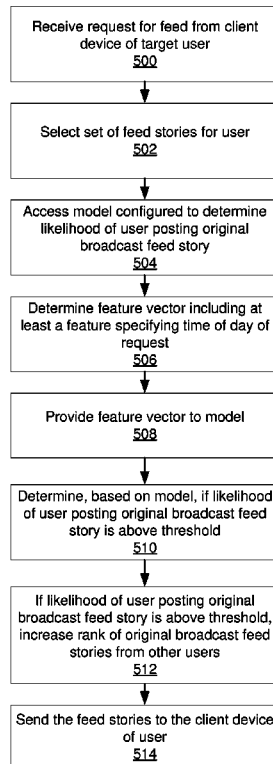 Receive request for feed from client
device of target user
500
Select set of feed stories for user
502
Access model configured to determine
likelihood of user posting original
broadcast feed story
504
Determine feature vector including at
least a feature specifying time of day of
request
506
Provide feature vector to model
508
Determine, based on model, if likelihood
of user posting original broadcast feed
story is above threshold
510
If likelihood of user posting original
broadcast feed story is above threshold,
increase rank of original broadcast feed
stories from other users
512
Send the feed stories to the client device
of user
514